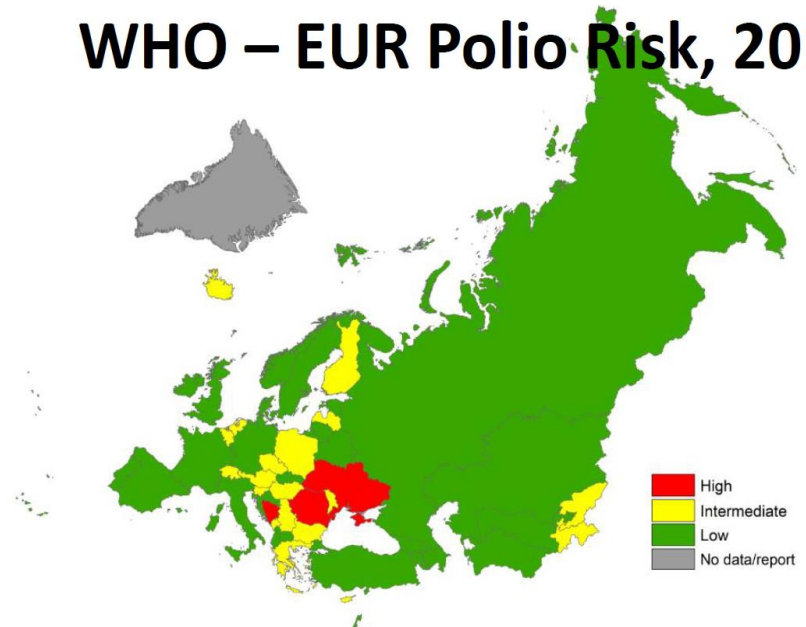 WHO – EUR Polio Risk, 20
High
Intermediate
Low
No data/report